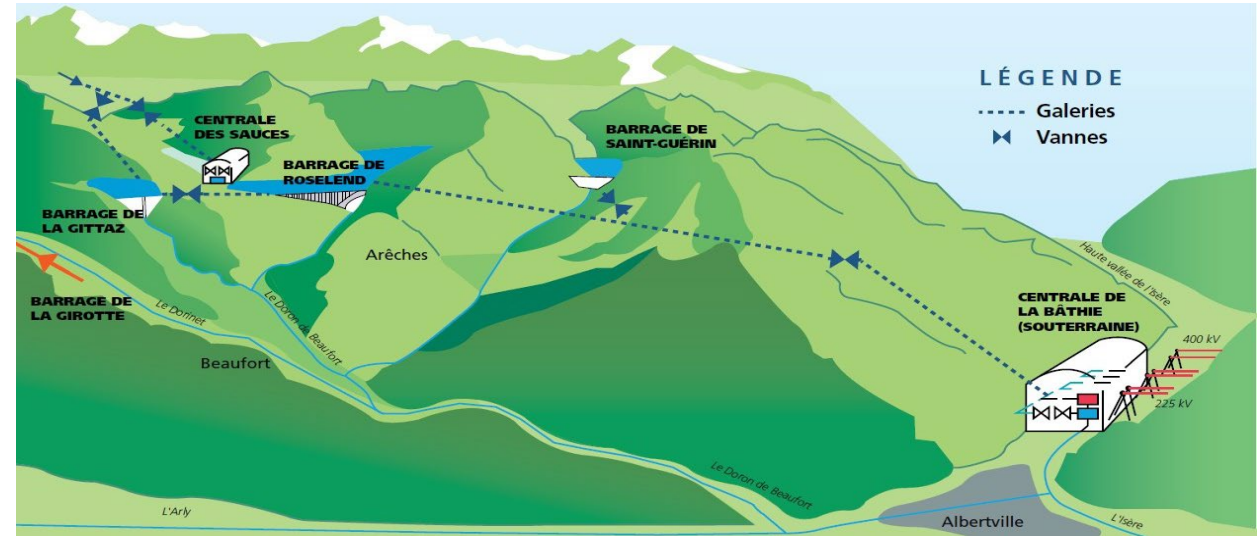 LÉGENDE
Galeries
Vannes
CENTRALE
DES SAUCES
BARRAGE DE
SAINT-GUÉRIN
BARRAGE DE
ROSELEND
BARRAGE DE
LA GITTAZ
Arêches
Haute vallée de l'Isère
BARRAGE DE
LA GIROTTE
Le Dorinet
Le Doron de Beaufort
CENTRALE DE
LA BÂTHIE
(SOUTERRAINE)
400 kV
Beaufort
225 kV
Le Doron de Beaufort
L'Arly
Albertville
L'Isère